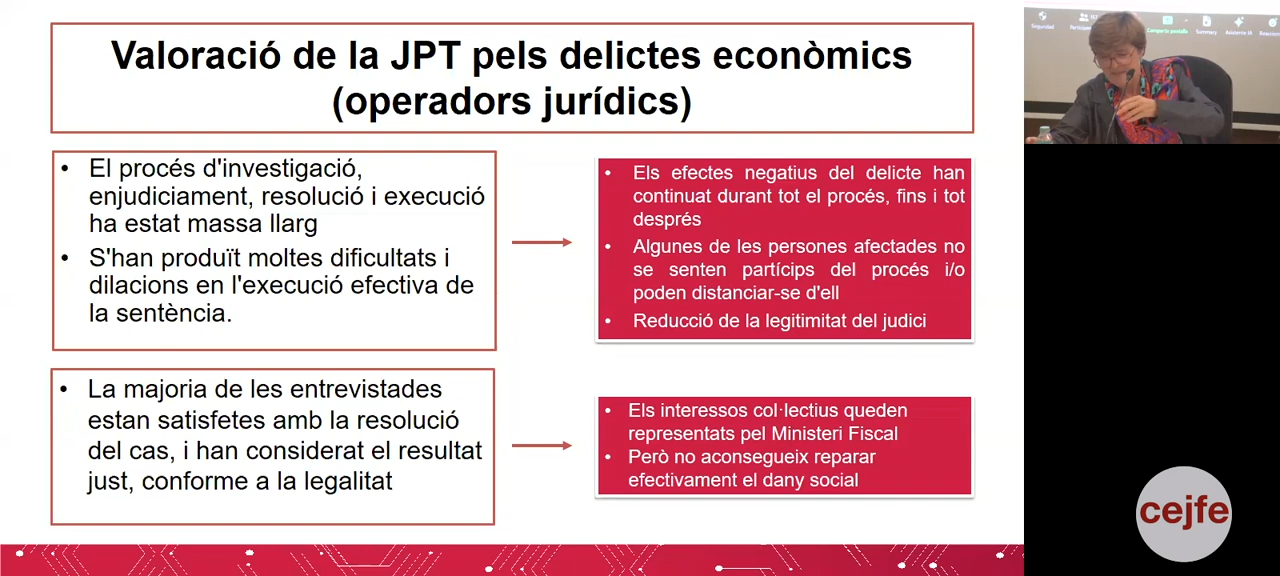 Valoració de la JPT pels delictes econòmics
(operadors jurídics)
• El procés d'investigació,
enjudiciament, resolució i execució
ha estat massa llarg
• S'han produït moltes dificultats i
dilacions en l'execució efectiva de
la sentència.
• Els efectes negatius del delicte han
continuat durant tot el procés, fins i tot
després
• Algunes de les persones afectades no
se senten partícips del procés i/o
poden distanciar-se d'ell
• Reducció de la legitimitat del judici
• La majoria de les entrevistades
estan satisfetes amb la resolució
del cas, i han considerat el resultat
just, conforme a la legalitat
• Els interessos col·lectius queden
representats pel Ministeri Fiscal
• Però no aconsegueix reparar
efectivament el dany social
Seguridad
Compartir pantalla
Summary
cejfe